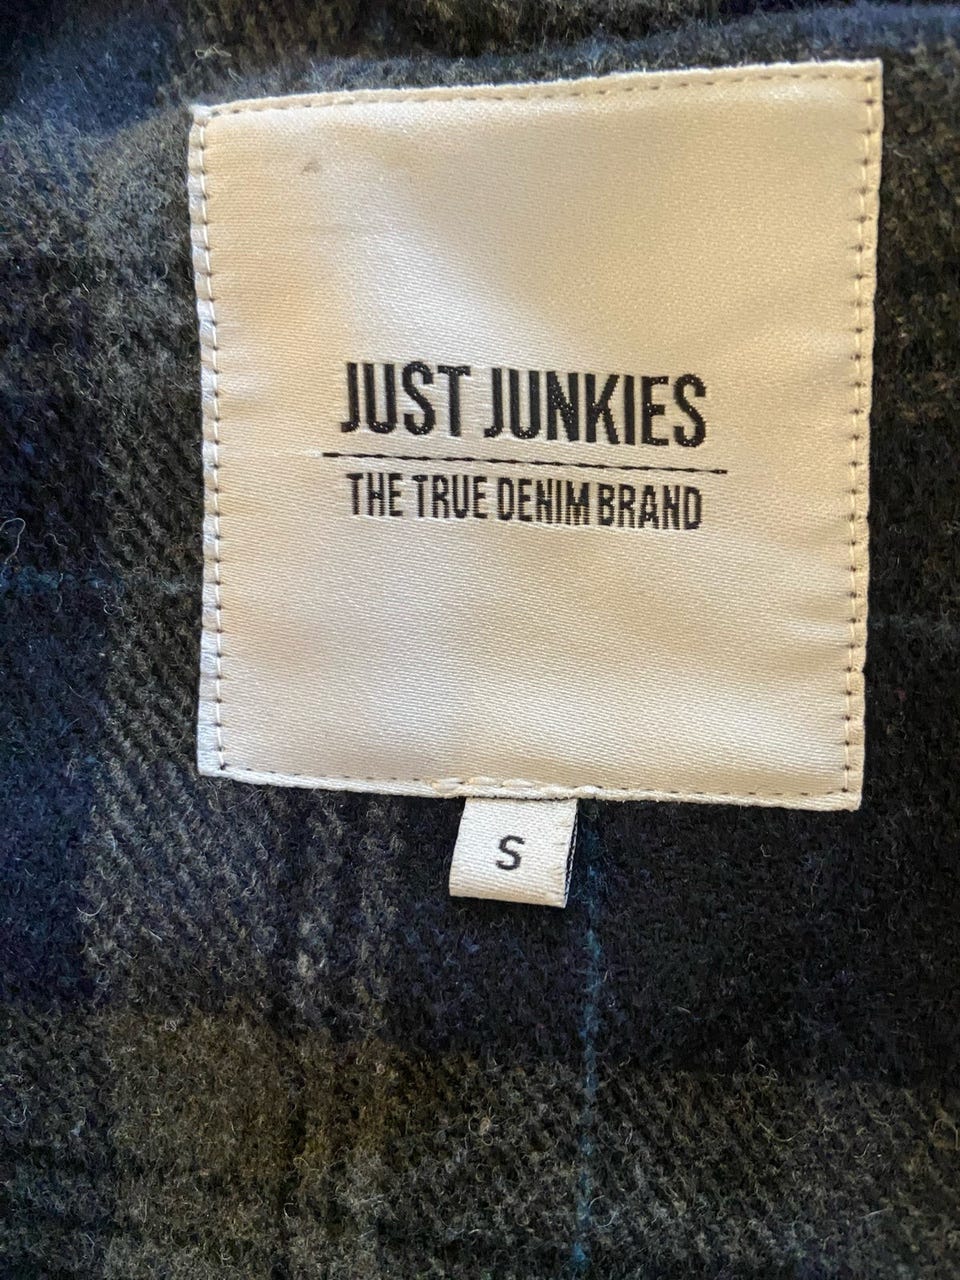 JUST JUNKIES
THE TRUE DENIM BRAND
S